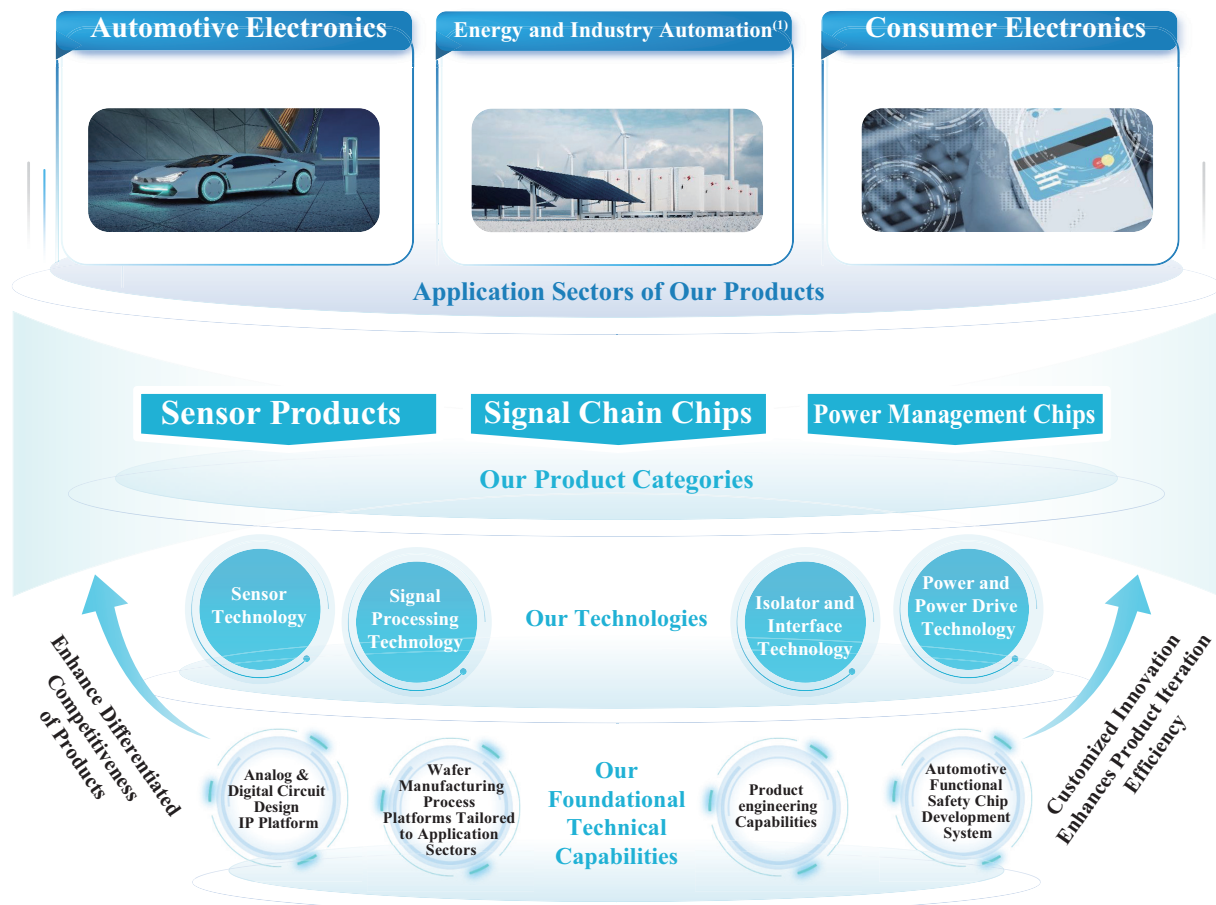 Automotive Electronics
Energy and Industry Automation(1)
Consumer Electronics
Application Sectors of Our Products
Sensor Products
Signal Chain Chips
Power Management Chips
Our Product Categories
Sensor
Technology
Signal
Processing
Technology
Our Technologies
Isolator and
Interface
Technology
Power and
Power Drive
Technology
Enhance Differentiated
Competitiveness
of Products
Customized Innovation
Enhances Product Iteration
Efficiency
Analog &
Digital Circuit
Design
IP Platform
Wafer
Manufacturing
Process
Platforms Tailored
to Application
Sectors
Our
Foundational
Technical
Capabilities
Product
engineering
Capabilities
Automotive
Functional
Safety Chip
Development
System